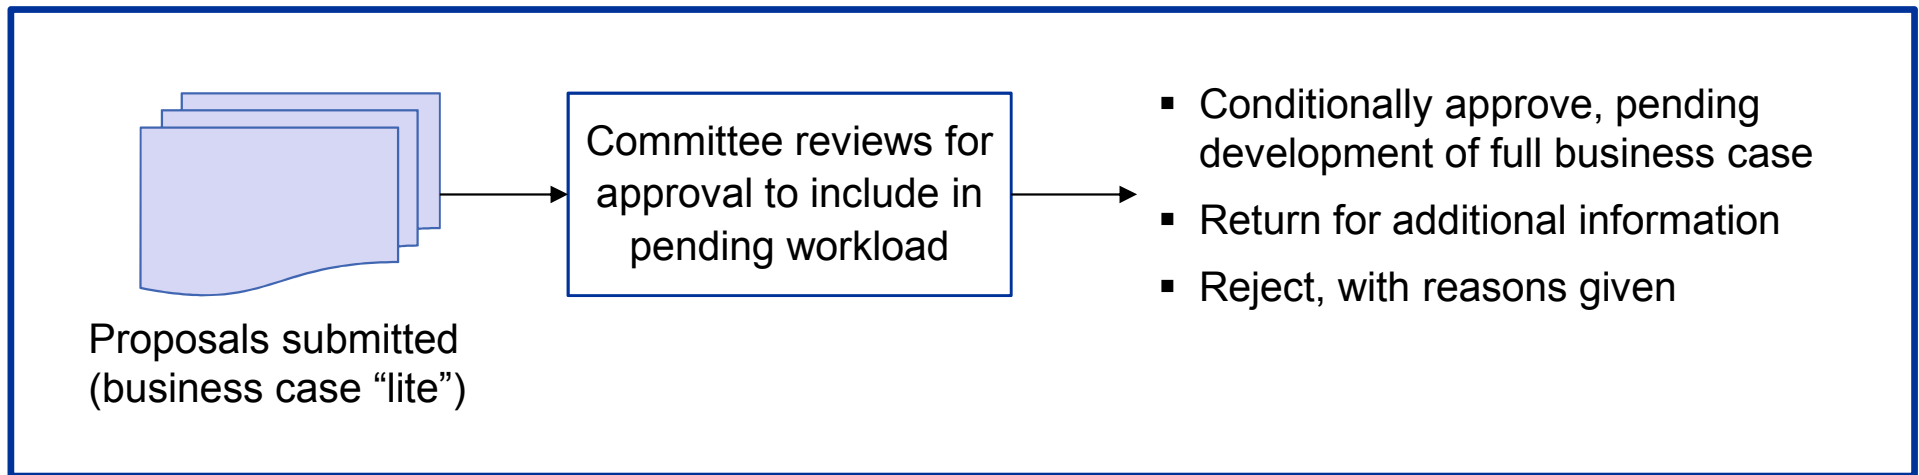 Proposals submitted
(business case “lite”)
Committee reviews for
approval to include in
pending workload
▪ Conditionally approve, pending
development of full business case
▪ Return for additional information
▪ Reject, with reasons given